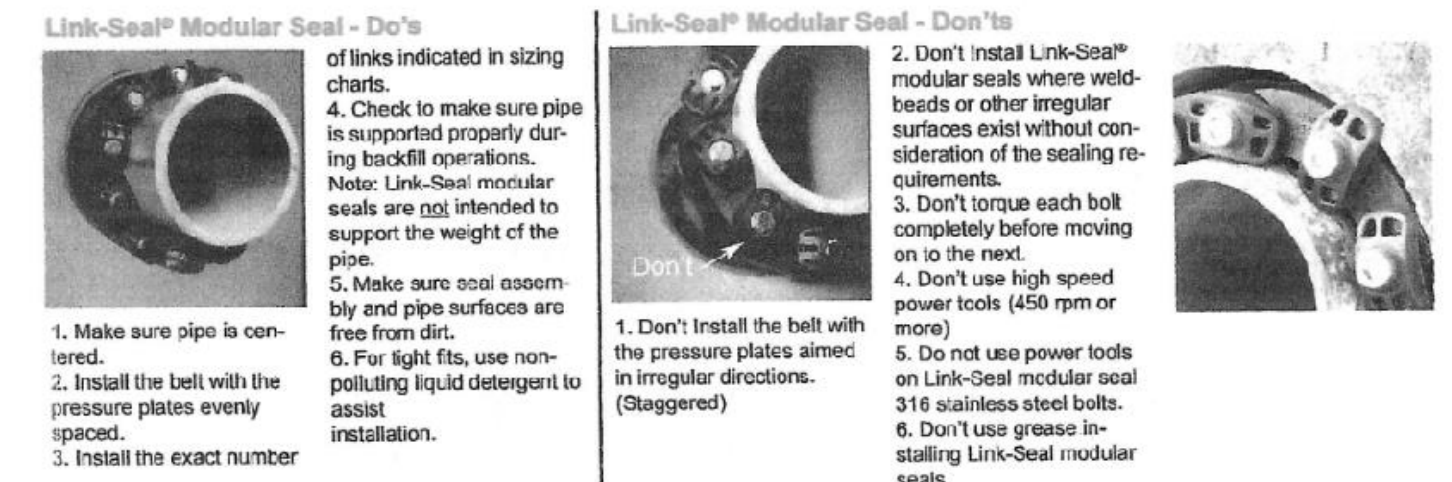 Link-Seal® Modular Seal - Do's
1. Make sure pipe is cen-
tered.
2. Install the belt with the
pressure plates evenly
spaced.
3. Install the exact number
of links indicated in sizing
charts.
4. Check to make sure pipe
is supported properly dur-
ing backfill operations.
Note: Link-Seal modular
seals are not intended to
support the weight of the
pipe.
5. Make sure seal assem-
bly and pipe surfaces are
free from dirt.
6. For tight fits, use non-
polluting liquid detergent to
assist
installation.
Link-Seal® Modular Seal - Don'ts
Don't
1. Don't Install the belt with
the pressure plates aimed
in irregular directions.
(Staggered)
2. Don't Install Link-Seal®
modular seals where weld-
beads or other irregular
surfaces exist without con-
sideration of the sealing re-
quirements.
3. Don't torque each bolt
completely before moving
on to the next.
4. Don't use high speed
power tools (450 rpm or
more)
5. Do not use power tools
on Link-Seal modular seal
316 stainless steel bolts.
6. Don't use grease in-
stalling Link-Seal modular
seals